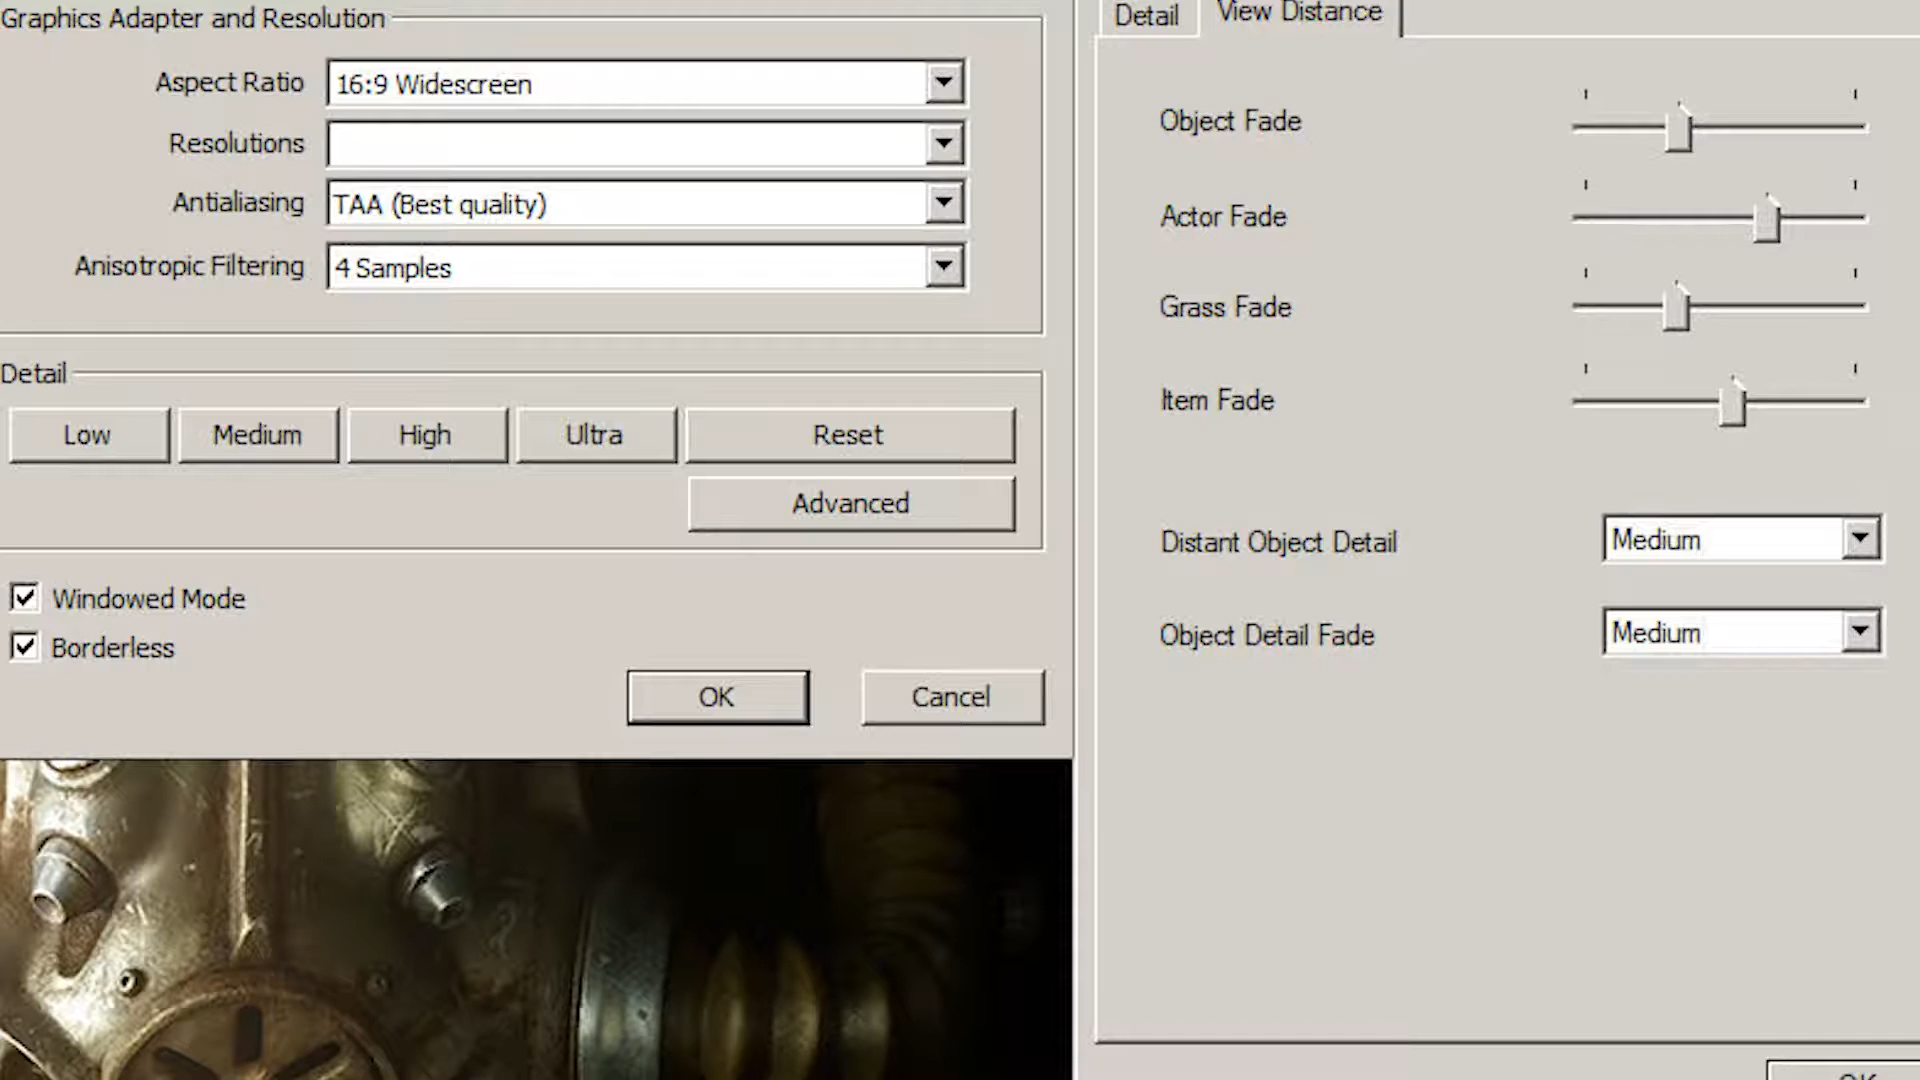 Graphics Adapter and Resolution
Aspect Ratio
16:9 Widescreen
Resolutions
Antialiasing
TAA (Best quality)
Anisotropic Filtering
4 Samples
Detail
Low
Medium
High
Ultra
Reset
Advanced
Windowed Mode
Borderless
OK
Cancel
Detail
View Distance
Object Fade
Actor Fade
Grass Fade
Item Fade
Distant Object Detail
Medium
Object Detail Fade
Medium
OK